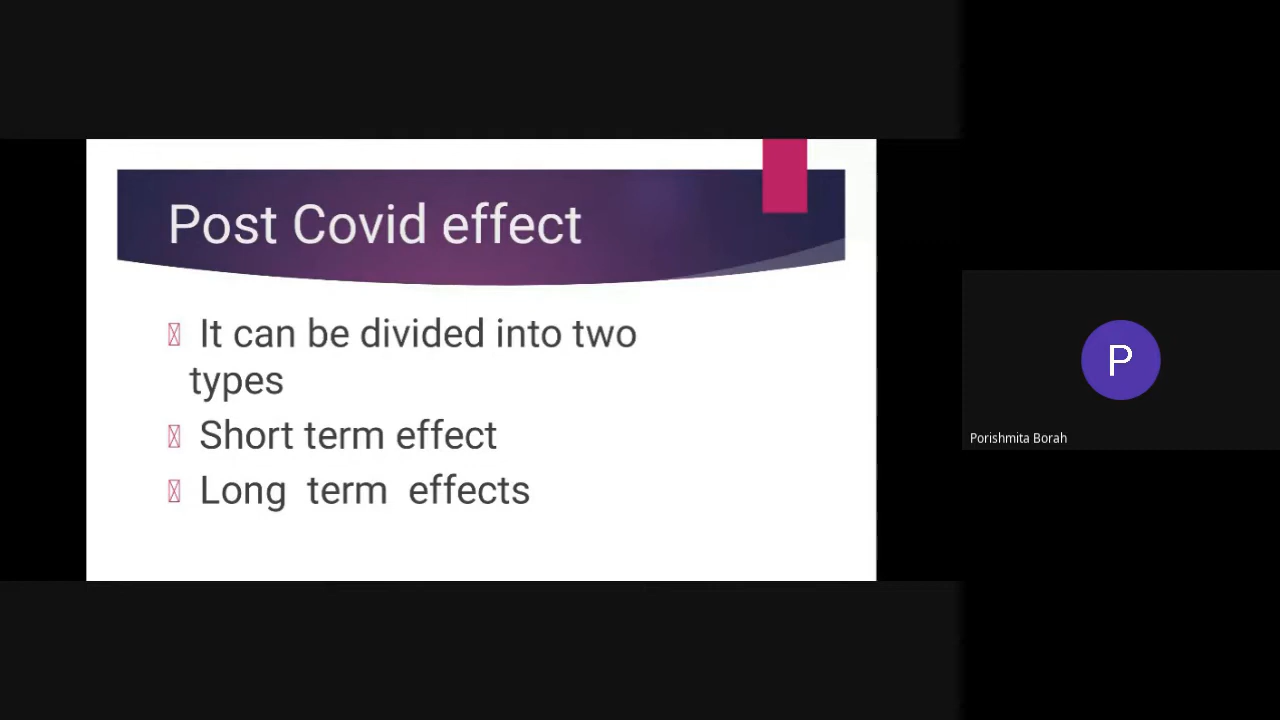 Post Covid effect
It can be divided into two
types
Short term effect
Long term effects
P
Porishmita Borah